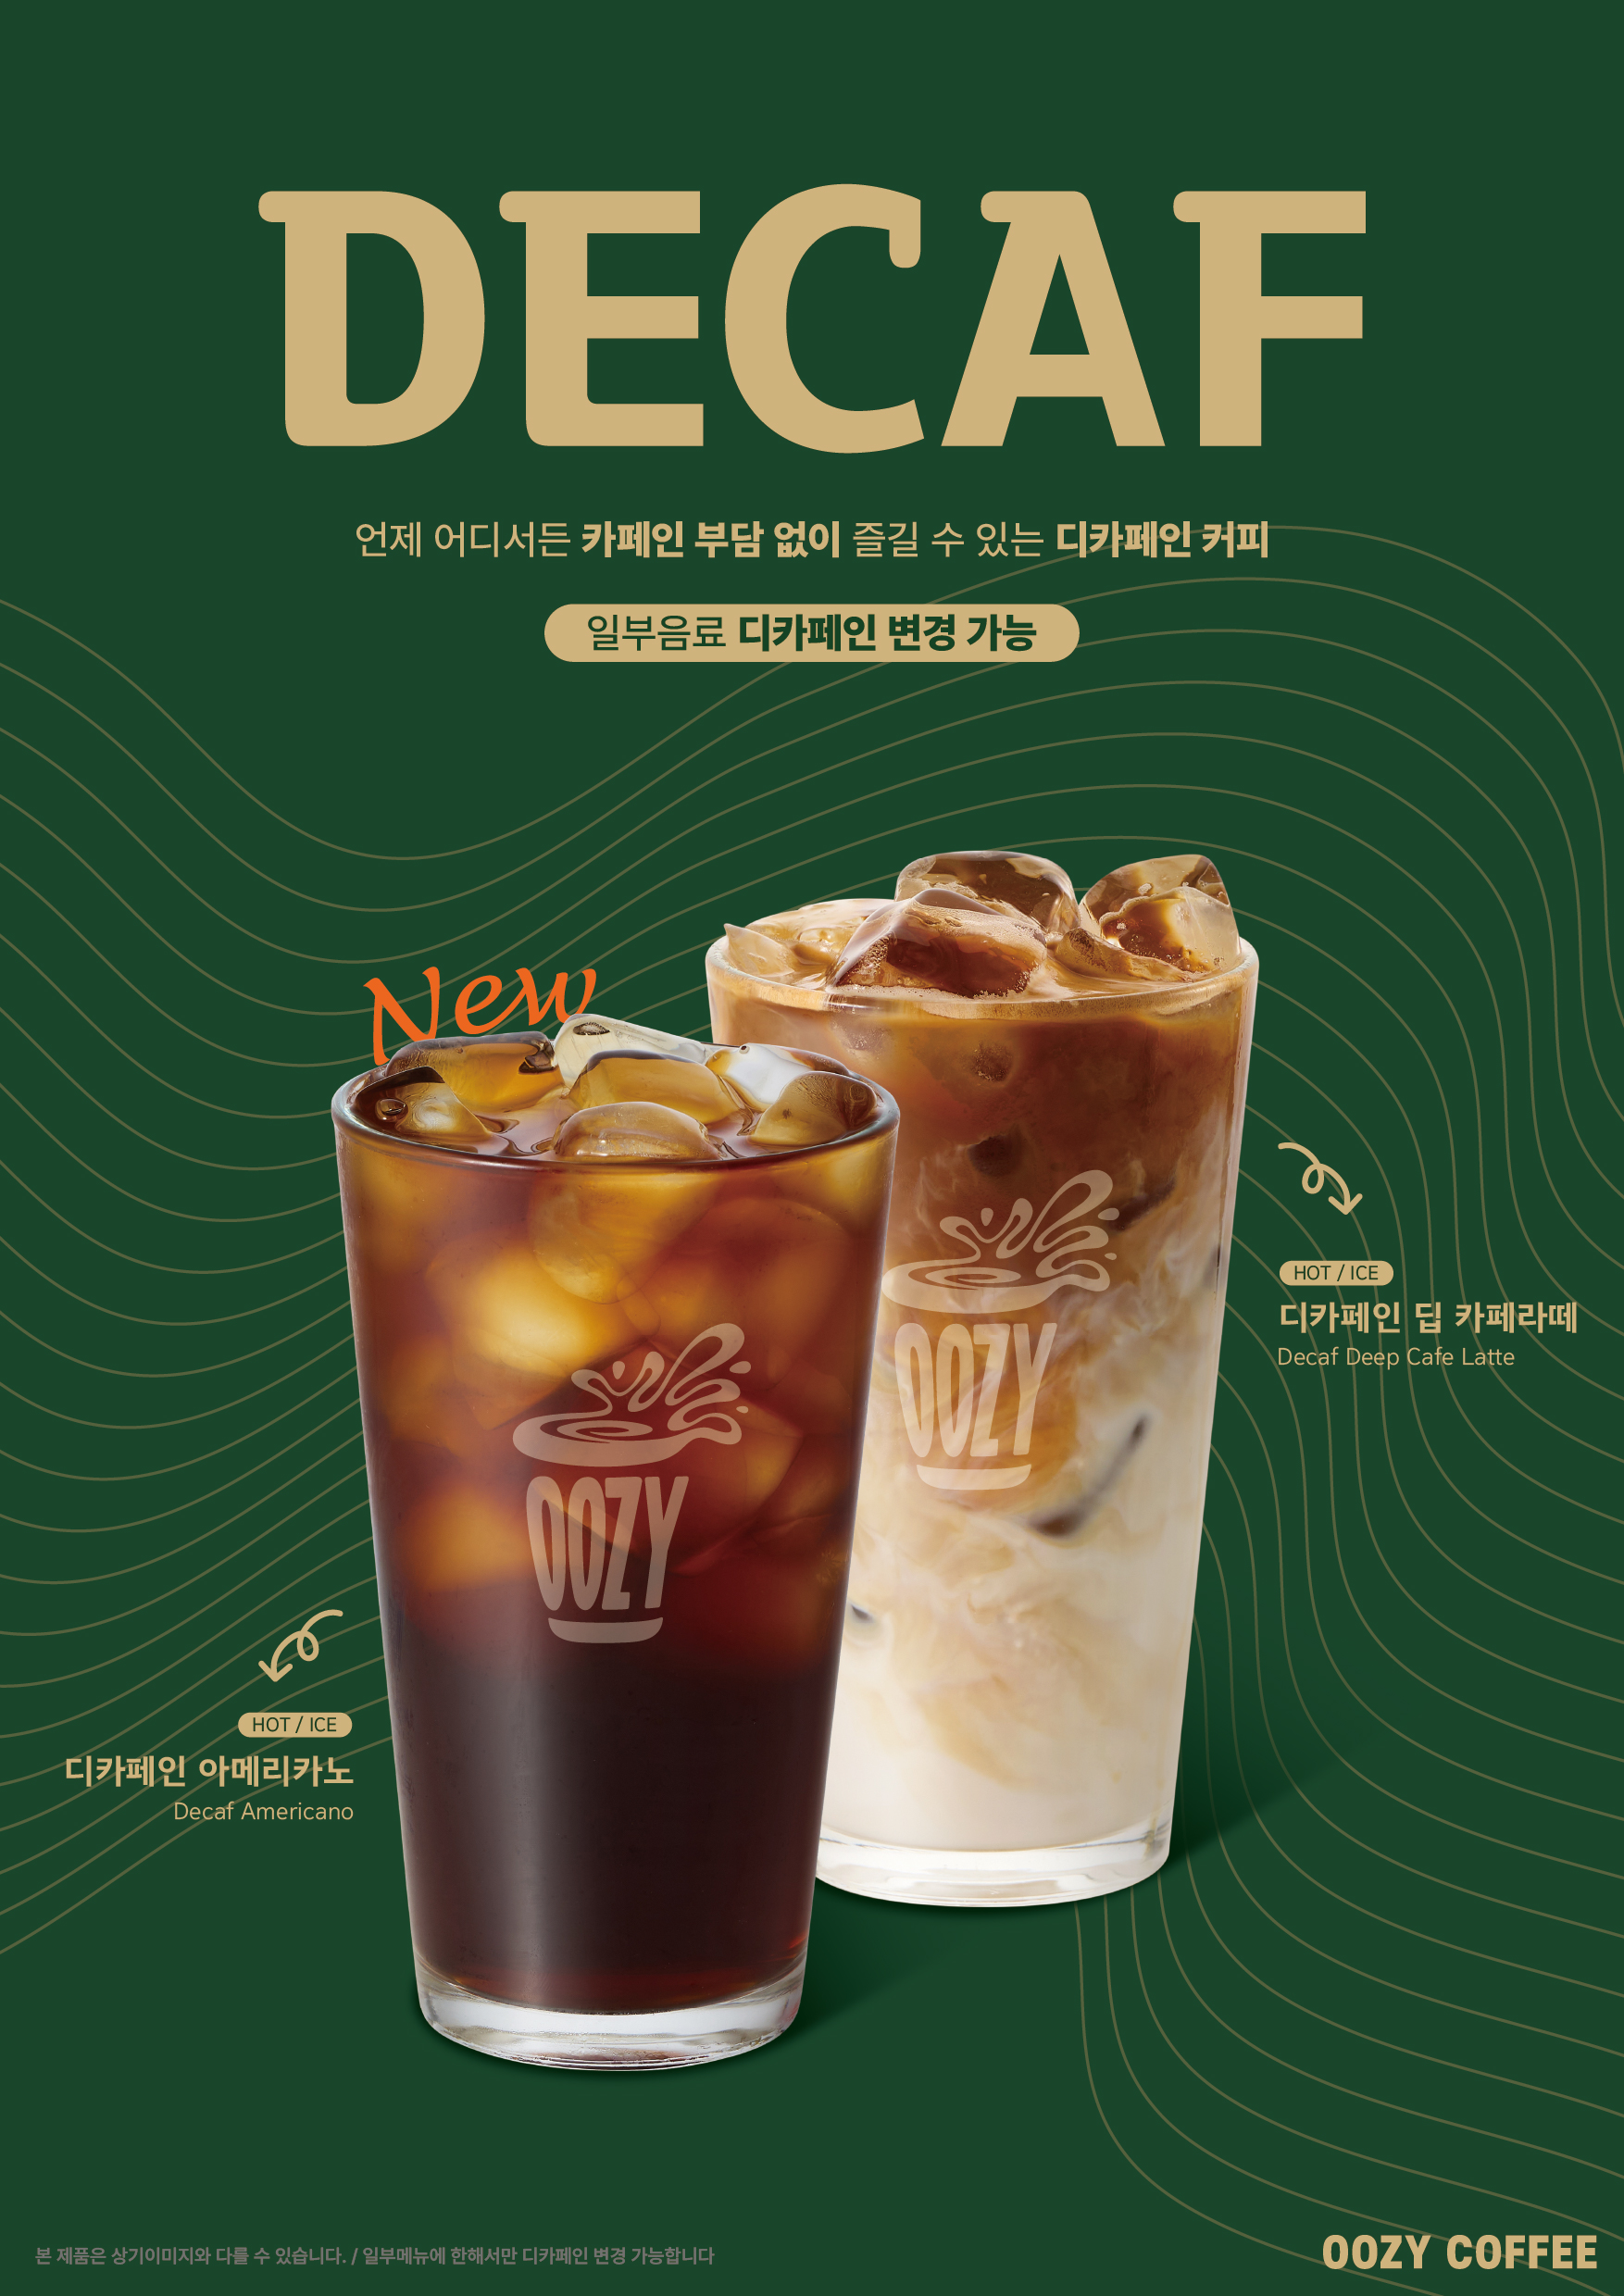 DECAF
언제 어디서든 카페인 부담 없이 즐길 수 있는 디카페인 커피
일부음료 디카페인 변경 가능
New
OOZY
OOZY
HOT / ICE
디카페인 딥 카페라떼
Decaf Deep Cafe Latte
HOT / ICE
디카페인 아메리카노
Decaf Americano
본 제품은 상기이미지와 다를 수 있습니다. / 일부메뉴에 한해서만 디카페인 변경 가능합니다
OOZY COFFEE